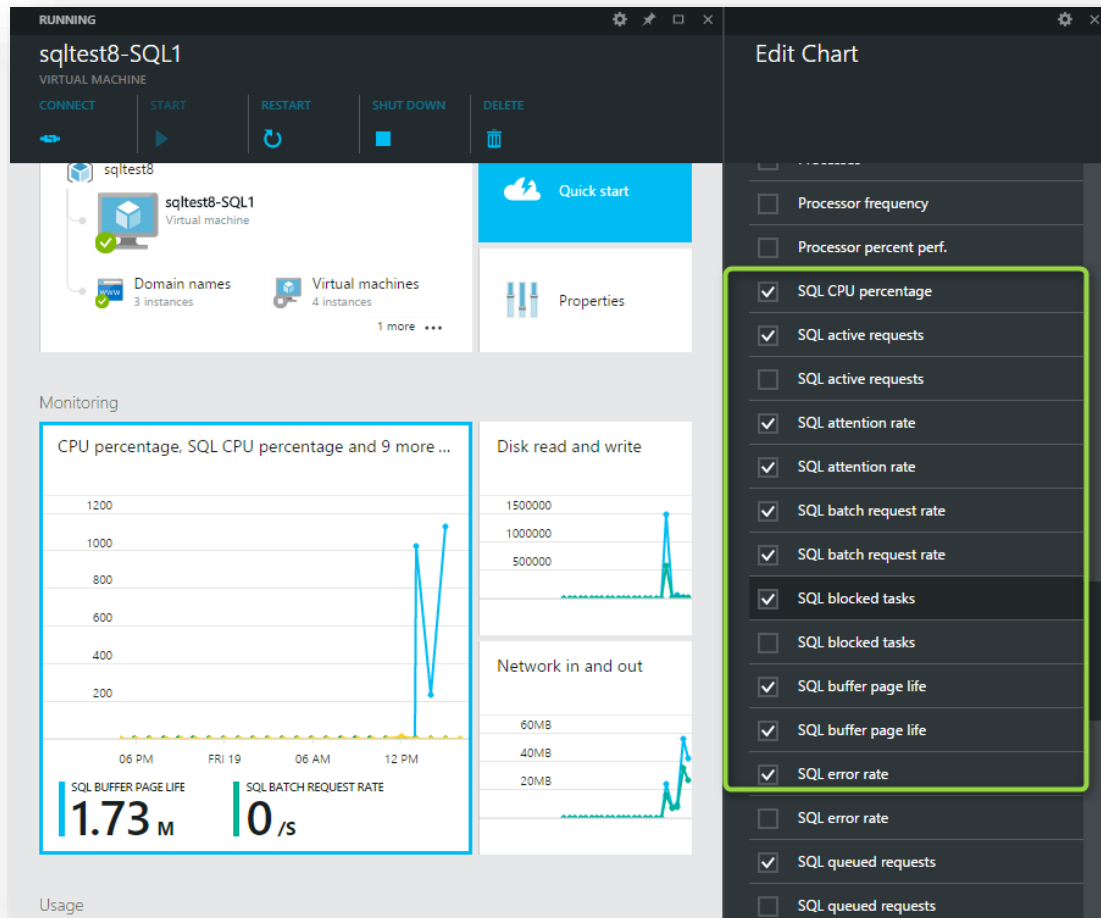 RUNNING
sqltest8-SQL1
VIRTUAL MACHINE
CONNECT
START
RESTART
SHUT DOWN
DELETE
sqltest8
sqltest8-SQL1
Virtual machine
www
Domain names
3 instances
Virtual machines
4 instances
1 more •••
Quick start
Properties
Monitoring
CPU percentage, SQL CPU percentage and 9 more ...
1200
1000
800
600
400
200
06 PM
FRI 19
06 AM
12 PM
SQL BUFFER PAGE LIFE
1.73 M
SQL BATCH REQUEST RATE
0 /S
Disk read and write
1500000
1000000
500000
Network in and out
60MB
40MB
20MB
Usage
Edit Chart
Processor frequency
Processor percent perf.
SQL CPU percentage
SQL active requests
SQL active requests
SQL attention rate
SQL attention rate
SQL batch request rate
SQL batch request rate
SQL blocked tasks
SQL blocked tasks
SQL buffer page life
SQL buffer page life
SQL error rate
SQL error rate
SQL queued requests
SQL queued requests